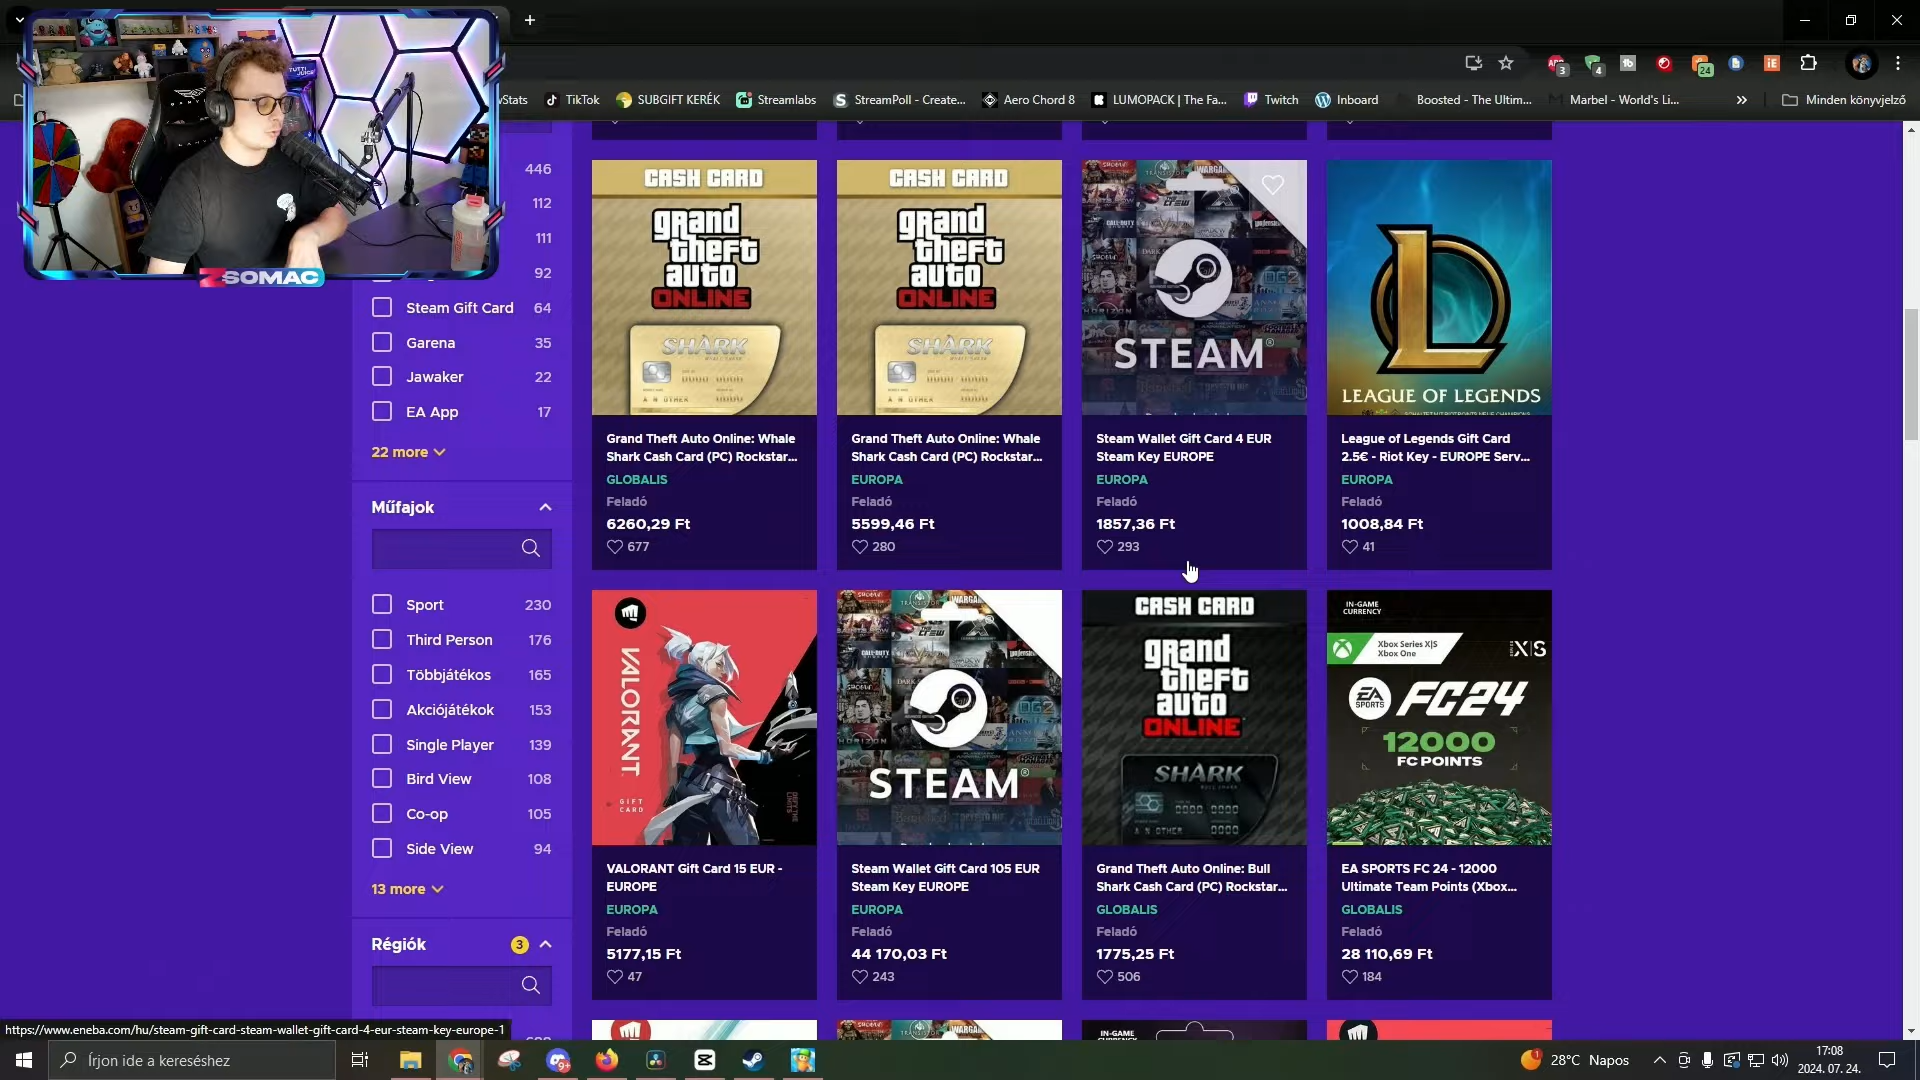 wStats
TikTok
SUBGIFT KERÉK
Streamlabs
StreamPoll - Create...
Aero Chord 8
LUMOPACK | The Fa...
Twitch
Inboard
Boosted - The Ultim...
Marbel - World's Li...
Minden könyvjelző
3
4
24
ZSOMAC
446
112
111
92
Steam Gift Card 64
Garena 35
Jawaker 22
EA App 17
22 more
Műfajok
Sport 230
Third Person 176
Többjátékos 165
Akciójátékok 153
Single Player 139
Bird View 108
Co-op 105
Side View 94
13 more
Régiók 3
CASH CARD
grand theft auto ONLINE
SHARK
Grand Theft Auto Online: Whale
Shark Cash Card (PC) Rockstar...
GLOBALIS
Feladó
6260,29 Ft
677
CASH CARD
grand theft auto ONLINE
SHARK
Grand Theft Auto Online: Whale
Shark Cash Card (PC) Rockstar...
EUROPA
Feladó
5599,46 Ft
280
STEAM®
Steam Wallet Gift Card 4 EUR
Steam Key EUROPE
EUROPA
Feladó
1857,36 Ft
293
LEAGUE OF LEGENDS
League of Legends Gift Card
2.5€ - Riot Key - EUROPE Serv...
EUROPA
Feladó
1008,84 Ft
41
VALORANT
GIFT
CARD
VALORANT Gift Card 15 EUR -
EUROPE
EUROPA
Feladó
5177,15 Ft
47
STEAM®
Steam Wallet Gift Card 105 EUR
Steam Key EUROPE
EUROPA
Feladó
44 170,03 Ft
243
CASH CARD
grand theft auto ONLINE
SHARK
Grand Theft Auto Online: Bull
Shark Cash Card (PC) Rockstar...
GLOBALIS
Feladó
1775,25 Ft
506
IN-GAME
CURRENCY
Xbox Series X|S
Xbox One
X|S
EA SPORTS FC24
12000
FC POINTS
EA SPORTS FC 24 - 12000
Ultimate Team Points (Xbox...
GLOBALIS
Feladó
28 110,69 Ft
184
IN-GAME
https://www.eneba.com/hu/steam-gift-card-steam-wallet-gift-card-4-eur-steam-key-europe-1
Írjon ide a kereséshez
28°C Napos
17:08
2024. 07. 24.